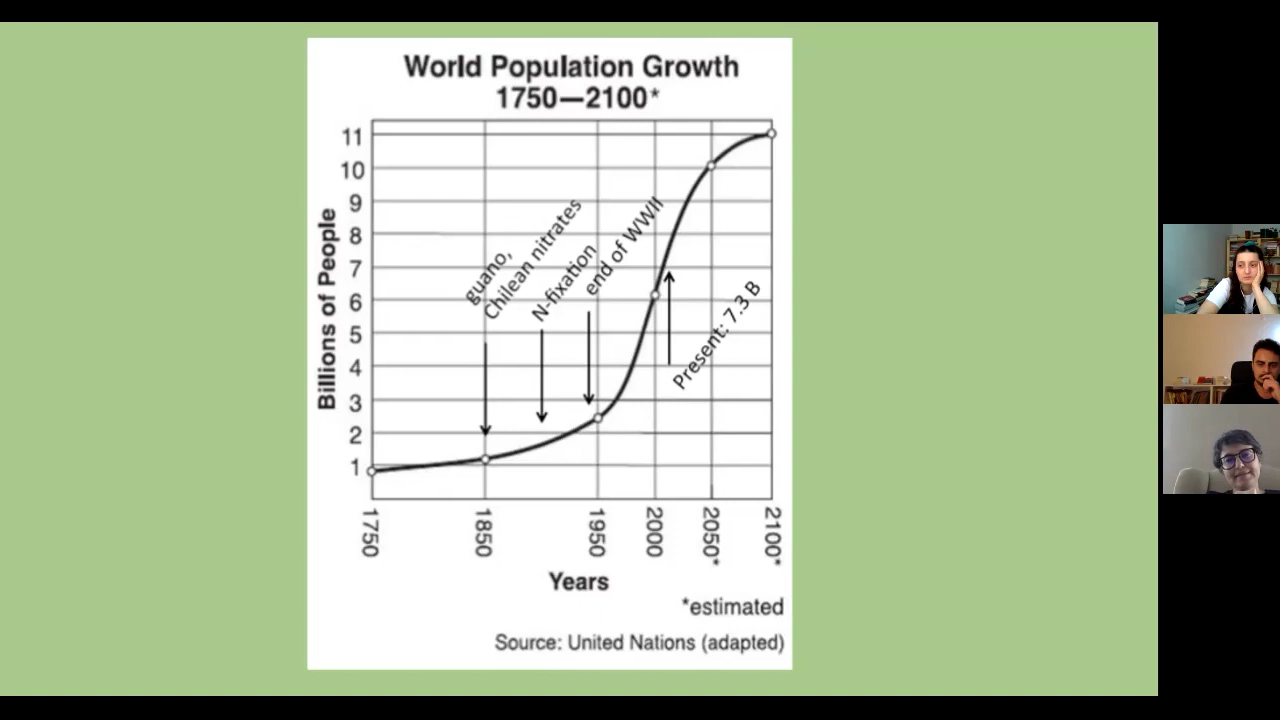 World Population Growth
1750—2100*
Billions of People
11
10
9
8
7
6
5
4
3
2
1
guano,
Chilean nitrates
N-fixation
end of WWII
Present: 7.3 B
1750
1850
1950
2000
2050*
2100*
Years
*estimated
Source: United Nations (adapted)